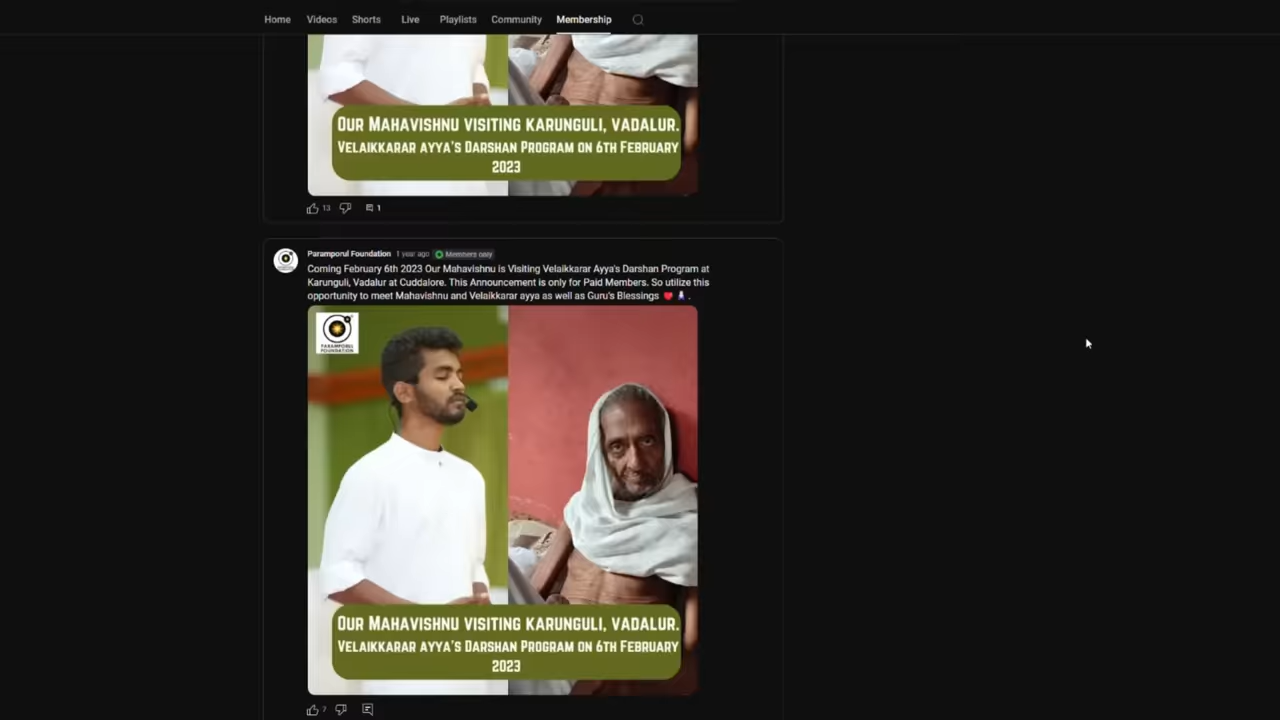 Home Videos Shorts Live Playlists Community Membership
OUR MAHAVISHNU VISITING KARUNGULI, VADALUR.
VELAIKKARAR AYYA'S DARSHAN PROGRAM ON 6TH FEBRUARY
2023
13 1
Paramporul Foundation 1 year ago Members only
Coming February 6th 2023 Our Mahavishnu is Visiting Velaikkarar Ayya's Darshan Program at
Karunguli, Vadalur at Cuddalore. This Announcement is only for Paid Members. So utilize this
opportunity to meet Mahavishnu and Velaikkarar ayya as well as Guru's Blessings ❤️ .
PARAMPORUL
FOUNDATION
OUR MAHAVISHNU VISITING KARUNGULI, VADALUR.
VELAIKKARAR AYYA'S DARSHAN PROGRAM ON 6TH FEBRUARY
2023
7